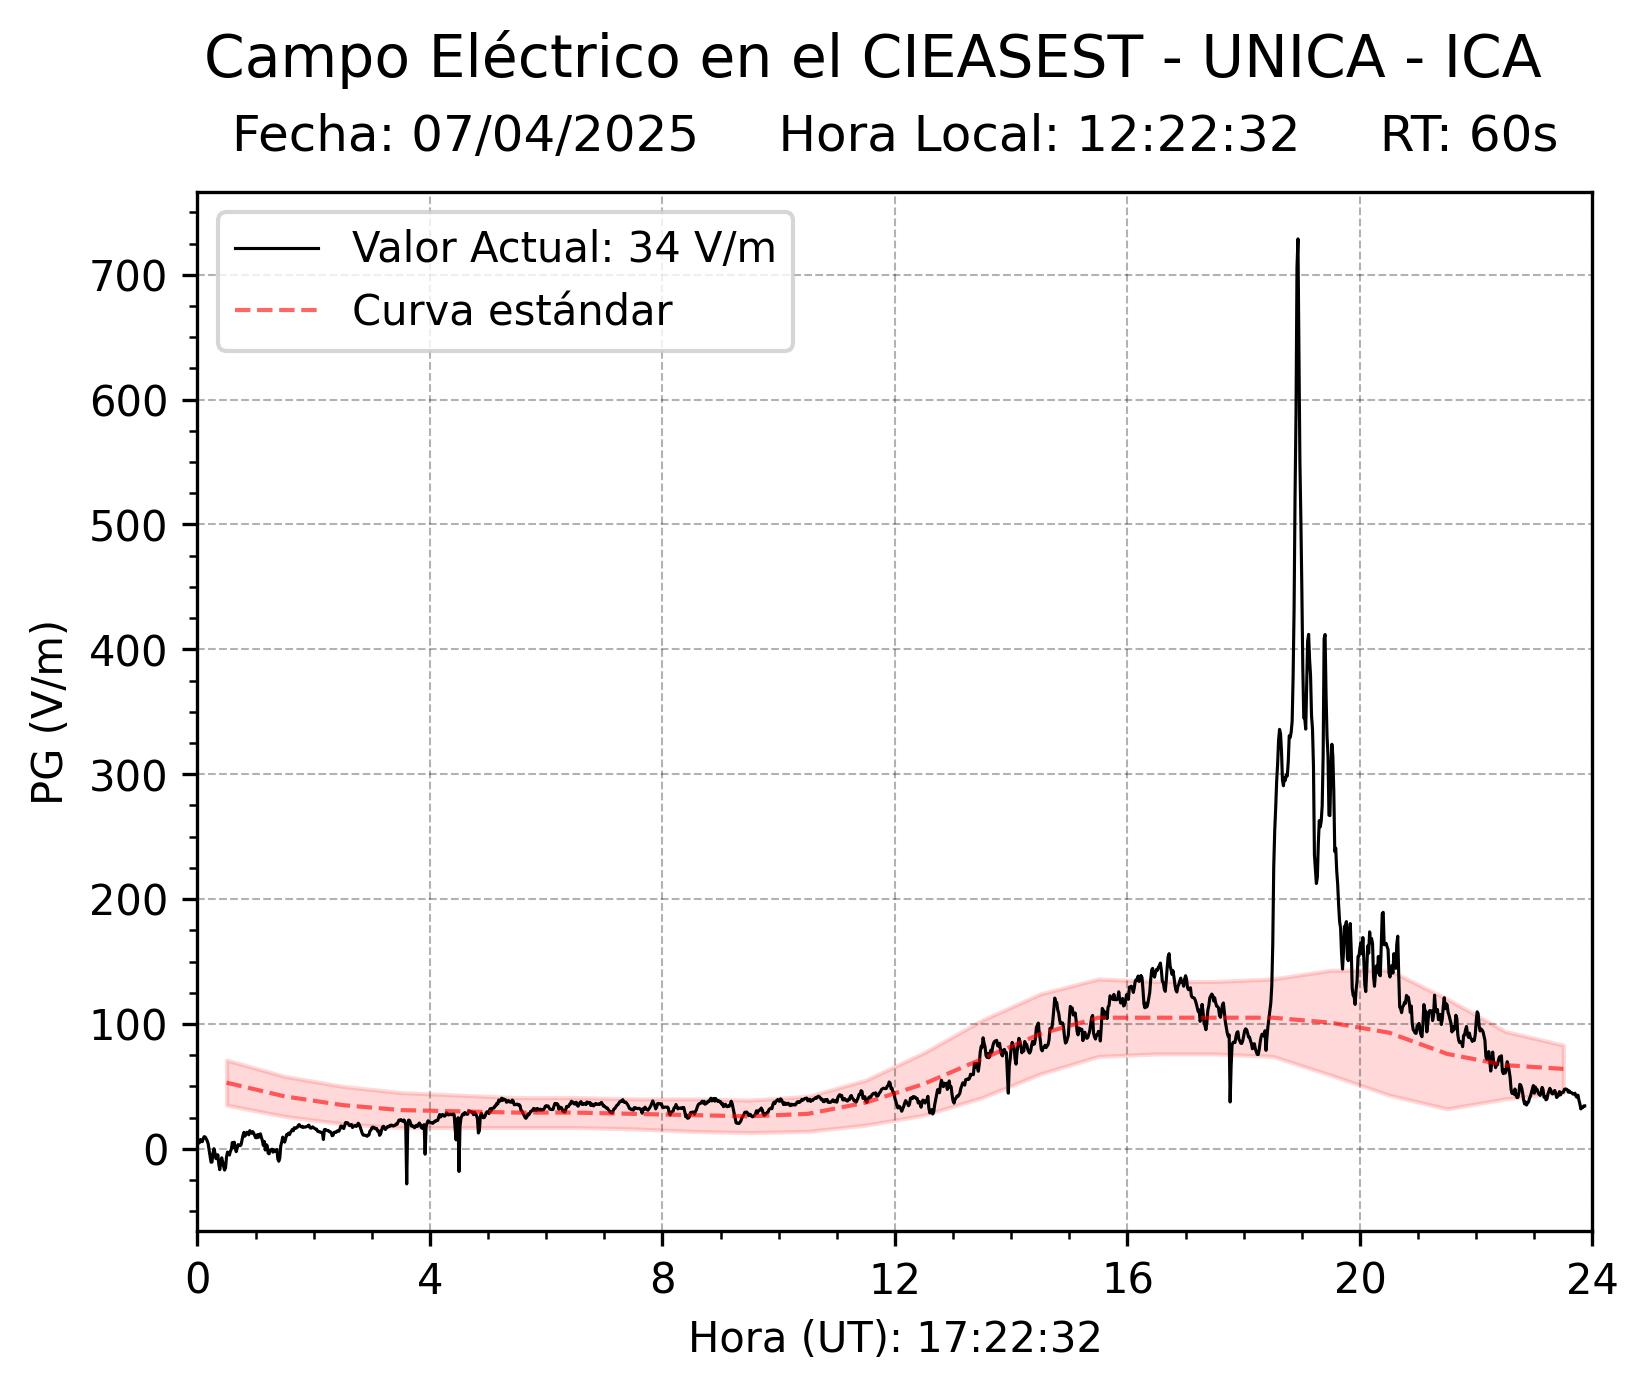 Campo Eléctrico en el CIEASEST - UNICA - ICA
Fecha: 07/04/2025 Hora Local: 12:22:32 RT: 60s
Valor Actual: 34 V/m
Curva estándar
PG (V/m)
700
600
500
400
300
200
100
0
0 4 8 12 16 20 24
Hora (UT): 17:22:32